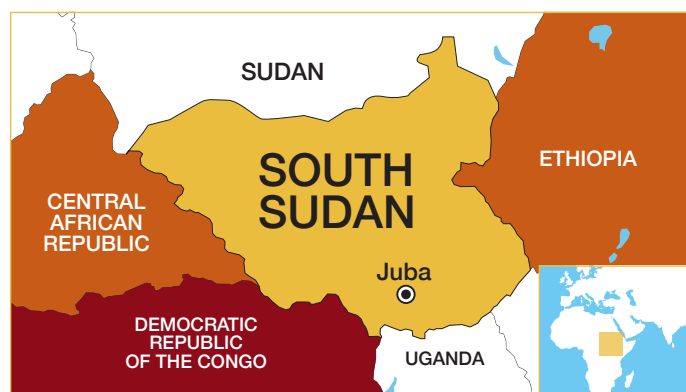 SUDAN
SOUTH
SUDAN
ETHIOPIA
CENTRAL
AFRICAN
REPUBLIC
Juba
DEMOCRATIC
REPUBLIC
OF THE CONGO
UGANDA